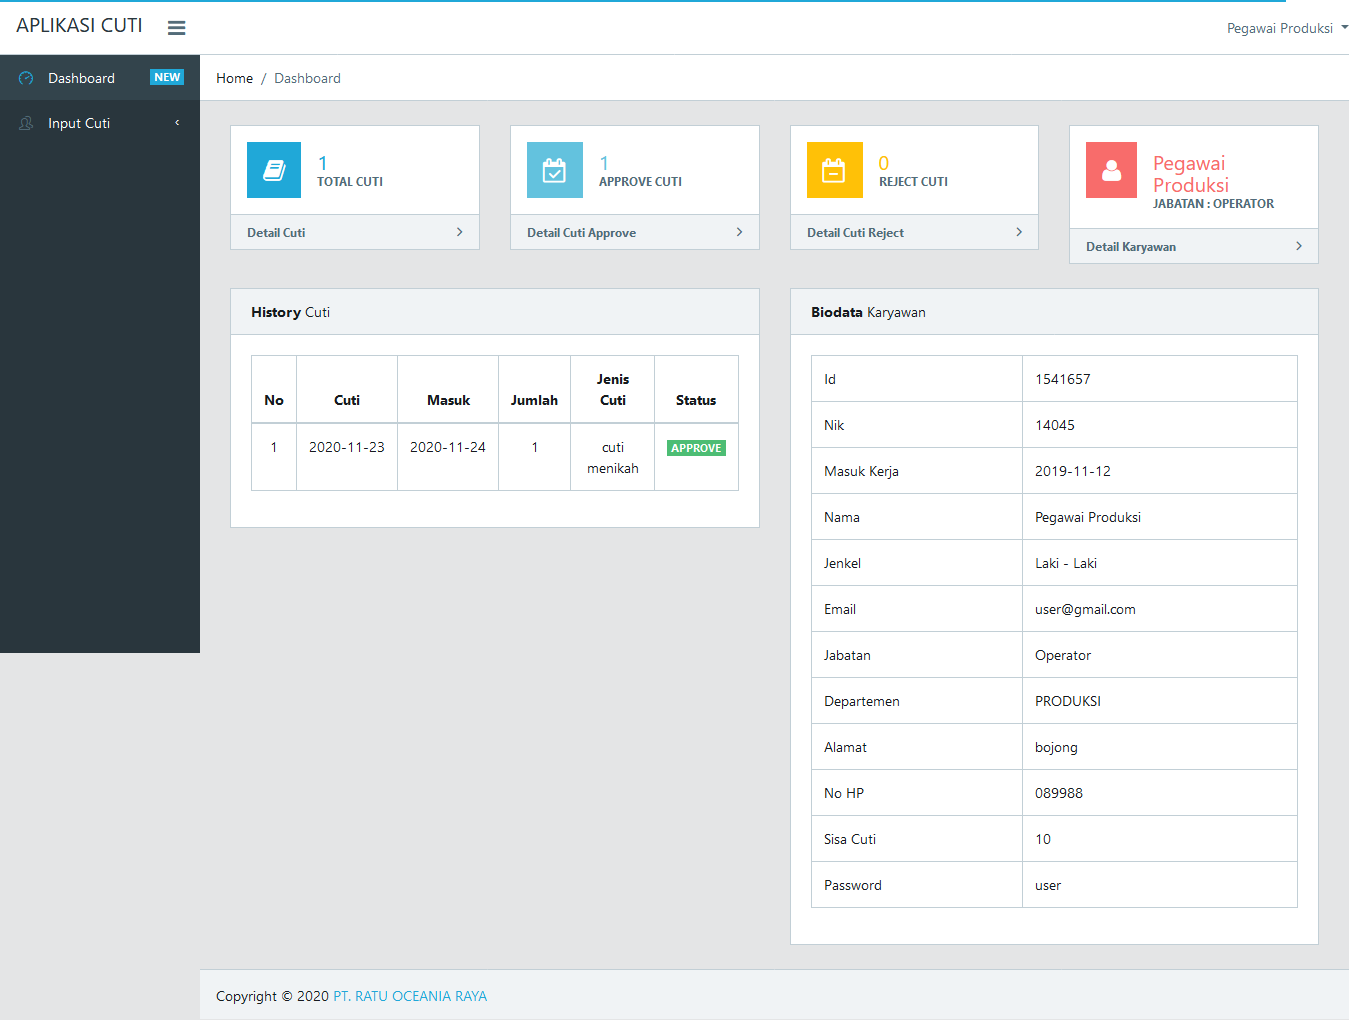 APLIKASI CUTI
Pegawai Produksi
Dashboard NEW
Input Cuti
Home / Dashboard
1
TOTAL CUTI
Detail Cuti
1
APPROVE CUTI
Detail Cuti Approve
0
REJECT CUTI
Detail Cuti Reject
Pegawai
Produksi
JABATAN : OPERATOR
Detail Karyawan
History Cuti
No Cuti Masuk Jumlah Jenis Cuti Status
1 2020-11-23 2020-11-24 1 cuti menikah APPROVE
Biodata Karyawan
Id 1541657
Nik 14045
Masuk Kerja 2019-11-12
Nama Pegawai Produksi
Jenkel Laki - Laki
Email user@gmail.com
Jabatan Operator
Departemen PRODUKSI
Alamat bojong
No HP 089988
Sisa Cuti 10
Password user
Copyright © 2020 PT. RATU OCEANIA RAYA